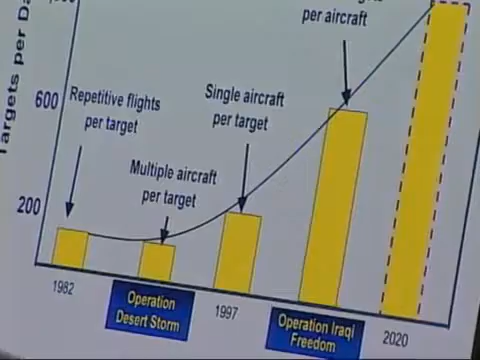 per aircraft
Targets per Da
600
200
Repetitive flights
per target
Multiple aircraft
per target
Single aircraft
per target
1982
Operation
Desert Storm
1997
Operation Iraqi
Freedom
2020